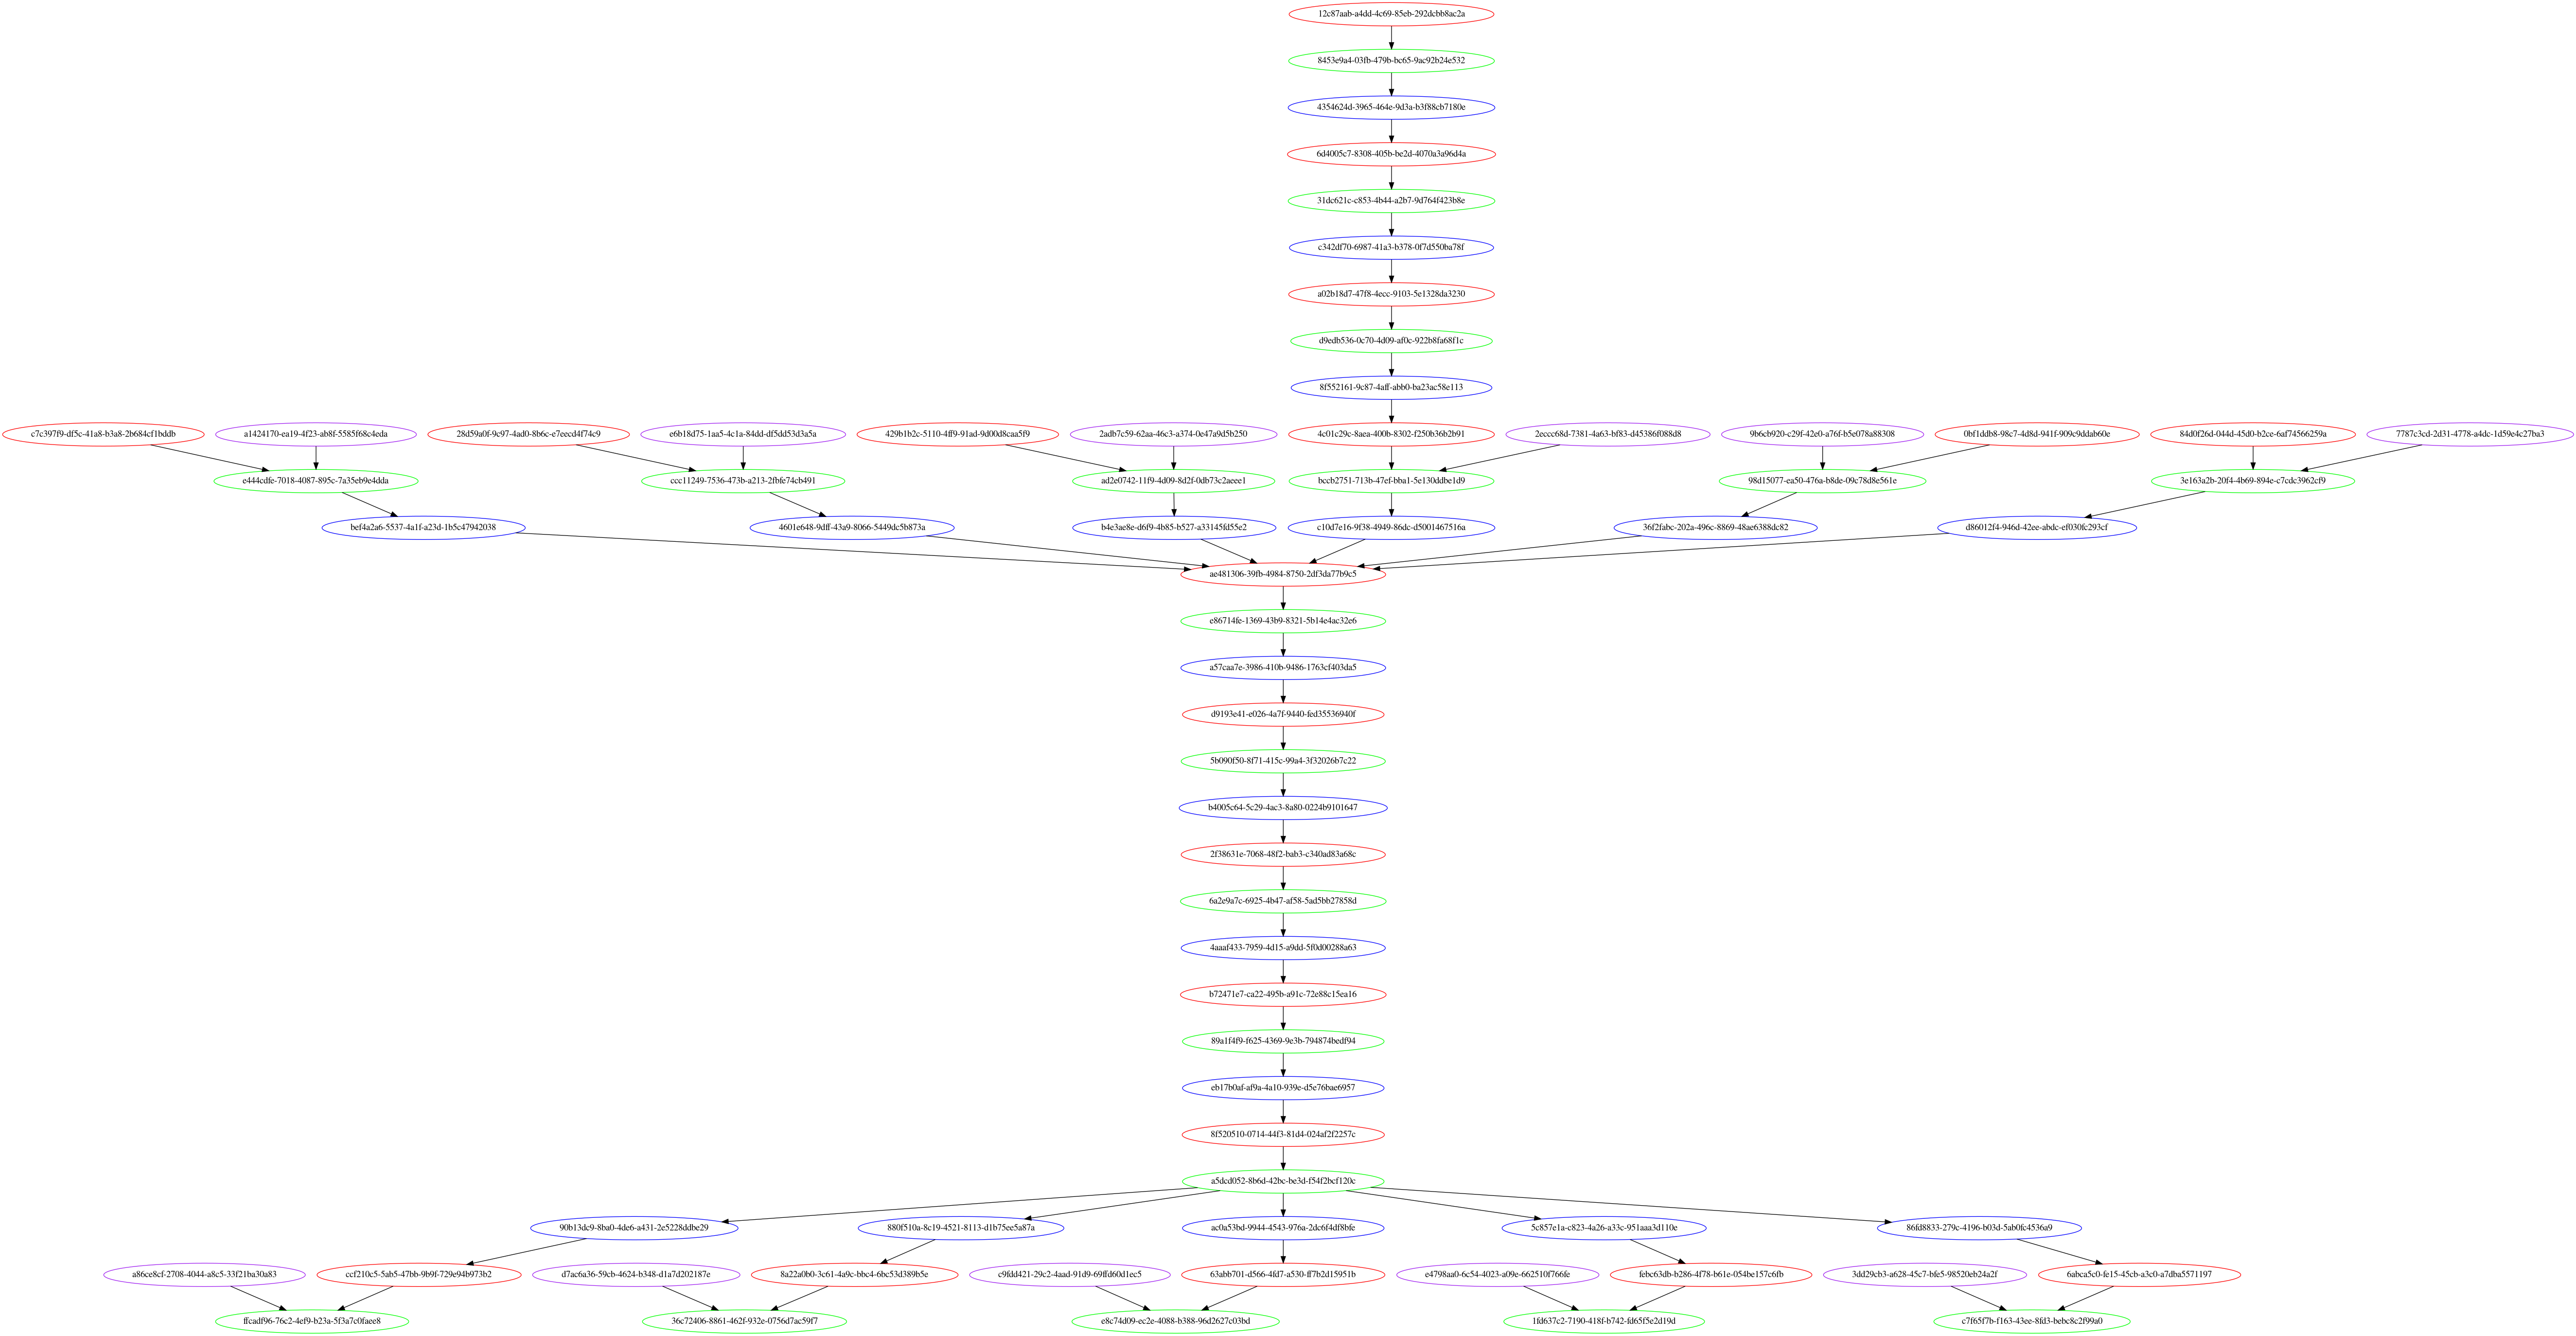 12c87aab-a4dd-4c69-85eb-292dcbb8ac2a
8453e9a4-03fb-479b-bc65-9ac92b24e532
4354624d-3965-464e-9d3a-b3f88cb7180e
6d4005c7-8308-405b-be2d-4070a3a96d4a
31dc621c-c853-4b44-a2b7-9d764f423b8e
c342df70-6987-41a3-b378-0f7d550ba78f
a02b18d7-47f8-4ecc-9103-5e1328da3230
d9edb536-0c70-4d09-af0c-922b8fa68f1c
8f552161-9c87-4aff-abb0-ba23ac58e113
c7c397f9-df5c-41a8-b3a8-2b684cf1bddb
a1424170-ea19-4f23-ab8f-5585f68c4eda
28d59a0f-9c97-4ad0-8b6c-e7eecd4f74c9
e6b18d75-1aa5-4c1a-84dd-df5dd53d3a5a
429b1b2c-5110-4ff9-91ad-9d00d8caa5f9
2adb7c59-62aa-46c3-a374-0e47a9d5b250
4c01c29c-8aea-400b-8302-f250b36b2b91
2eccc68d-7381-4a63-bf83-d45386f088d8
9b6cb920-c29f-42e0-a76f-b5e078a88308
0bf1ddb8-98c7-4d8d-941f-909c9ddab60e
84d0f26d-044d-45d0-b2ce-6af74566259a
7787c3cd-2d31-4778-a4dc-1d59e4c27ba3
e444cdfe-7018-4087-895c-7a35eb9e4dda
ccc11249-7536-473b-a213-2fbfe74cb491
ad2e0742-11f9-4d09-8d2f-0db73c2aeee1
bccb2751-713b-47ef-bba1-5e130ddbe1d9
98d15077-ea50-476a-b8de-09c78d8e561e
3e163a2b-20f4-4b69-894e-c7cdc3962cf9
bef4a2a6-5537-4a1f-a23d-1b5c47942038
4601e648-9dff-43a9-8066-5449dc5b873a
b4e3ae8e-d6f9-4b85-b527-a33145fd55e2
c10d7e16-9f38-4949-86dc-d5001467516a
36f2fabc-202a-496c-8869-48ae6388dc82
d86012f4-946d-42ee-abdc-ef030fc293cf
ae481306-39fb-4984-8750-2df3da77b9c5
e86714fe-1369-43b9-8321-5b14e4ac32e6
a57caa7e-3986-410b-9486-1763cf403da5
d9193e41-e026-4a7f-9440-fed35536940f
5b090f50-8f71-415c-99a4-3f32026b7c22
b4005c64-5c29-4ac3-8a80-0224b9101647
2f38631e-7068-48f2-bab3-c340ad83a68c
6a2e9a7c-6925-4b47-af58-5ad5bb27858d
4aaaf433-7959-4d15-a9dd-5f0d00288a63
b72471e7-ca22-495b-a91c-72e88c15ea16
89a1f4f9-f625-4369-9e3b-794874bedf94
eb17b0af-af9a-4a10-939e-d5e76bae6957
8f520510-0714-44f3-81d4-024af2f2257c
a5dcd052-8b6d-42bc-be3d-f54f2bcf120c
90b13dc9-8ba0-4de6-a431-2e5228ddbe29
880f510a-8c19-4521-8113-d1b75ee5a87a
ac0a53bd-9944-4543-976a-2dc6f4df8bfe
5c857e1a-c823-4a26-a33c-951aaa3d110e
86fd8833-279c-4196-b03d-5ab0fc4536a9
a86ce8cf-2708-4044-a8c5-33f21ba30a83
ccf210c5-5ab5-47bb-9b9f-729e94b973b2
d7ac6a36-59cb-4624-b348-d1a7d202187e
8a22a0b0-3c61-4a9c-bbc4-6bc53d389b5e
c9fdd421-29c2-4aad-91d9-69ffd60d1ec5
63abb701-d566-4fd7-a530-ff7b2d15951b
e4798aa0-6c54-4023-a09e-662510f766fe
febc63db-b286-4f78-b61e-054be157c6fb
3dd29cb3-a628-45c7-bfe5-98520eb24a2f
6abca5c0-fe15-45cb-a3c0-a7dba5571197
ffcadf96-76c2-4ef9-b23a-5f3a7c0faee8
36c72406-8861-462f-932e-0756d7ac59f7
e8c74d09-ec2e-4088-b388-96d2627c03bd
1fd637c2-7190-418f-b742-fd65f5e2d19d
c7f65f7b-f163-43ee-8fd3-bebc8c2f99a0